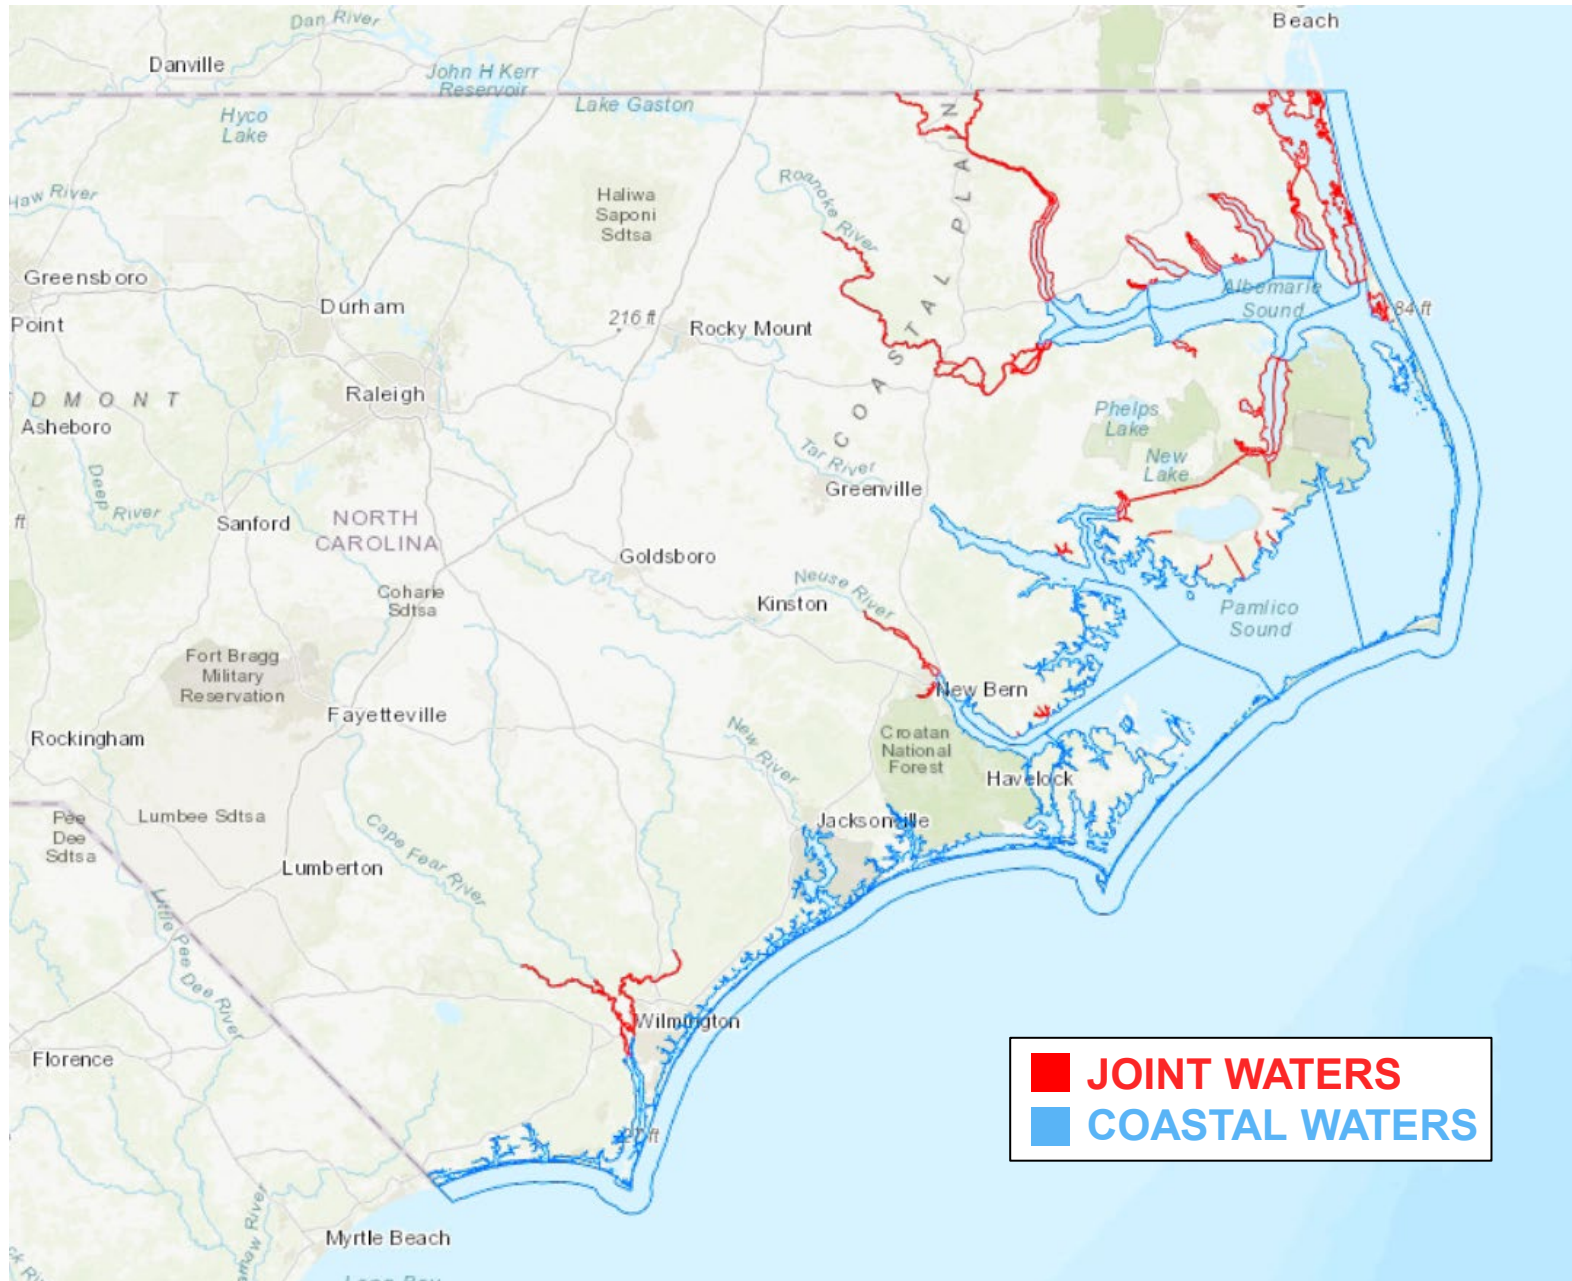 Beach
Dan River
Danville
John H Kerr
Reservoir
Lake Gaston
Hyco
Lake
Haw River
Roanoke River
Haliwa
Saponi
Sdtsa
COASTAL PLAIN
Greensboro
Point
Durham
216 ft
Rocky Mount
Albemarle
Sound
84 ft
Raleigh
DMONT
Asheboro
Phelps
Lake
New
Lake
Tar River
Greenville
Deep River
ft
Sanford
NORTH
CAROLINA
Goldsboro
Coharie
Sdtsa
Kinston
Neuse River
Pamlico
Sound
Fort Bragg
Military
Reservation
New Bern
Fayetteville
New River
Croatan
National
Forest
Rockingham
Havelock
Pee
Dee
Sdtsa
Lumbee Sdtsa
Jacksonville
Cape Fear River
Lumberton
Little Pee Dee River
Wilmington
Florence
JOINT WATERS
COASTAL WATERS
Myrtle Beach